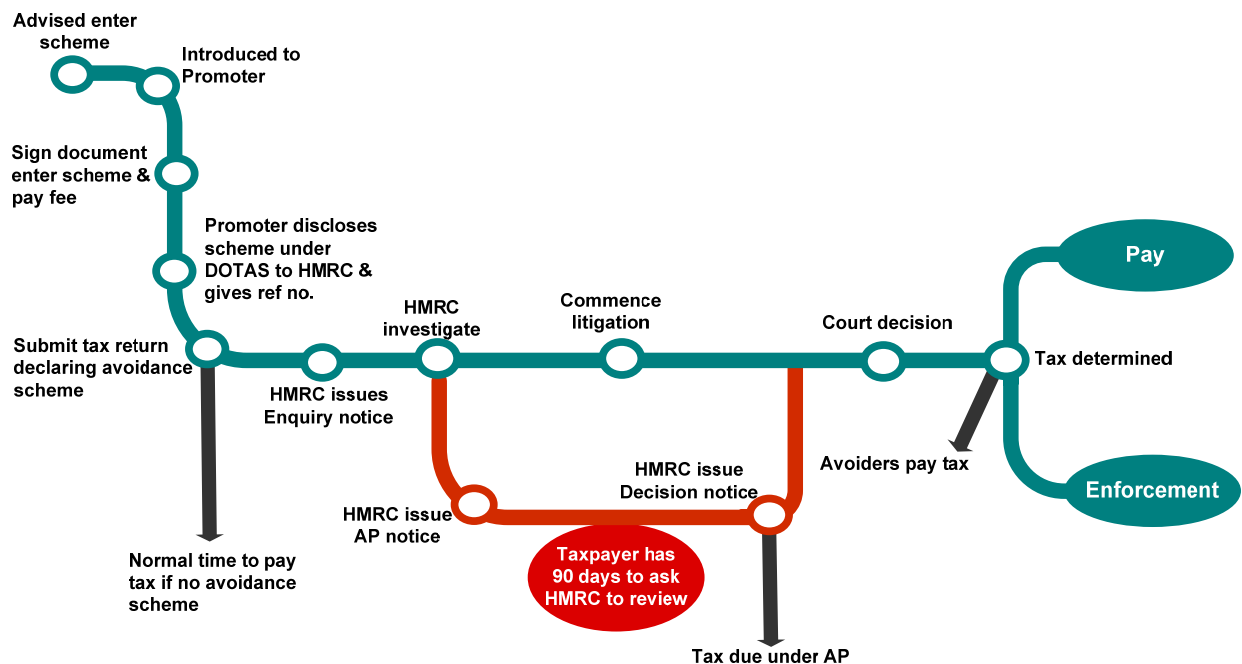 Advised enter
scheme
Introduced to
Promoter
Sign document
enter scheme &
pay fee
Promoter discloses
scheme under
DOTAS to HMRC &
gives ref no.
Submit tax return
declaring avoidance
scheme
HMRC issues
Enquiry notice
HMRC
investigate
Commence
litigation
Court decision
Tax determined
Pay
Enforcement
Avoiders pay tax
HMRC issue
AP notice
HMRC issue
Decision notice
Taxpayer has
90 days to ask
HMRC to review
Normal time to pay
tax if no avoidance
scheme
Tax due under AP